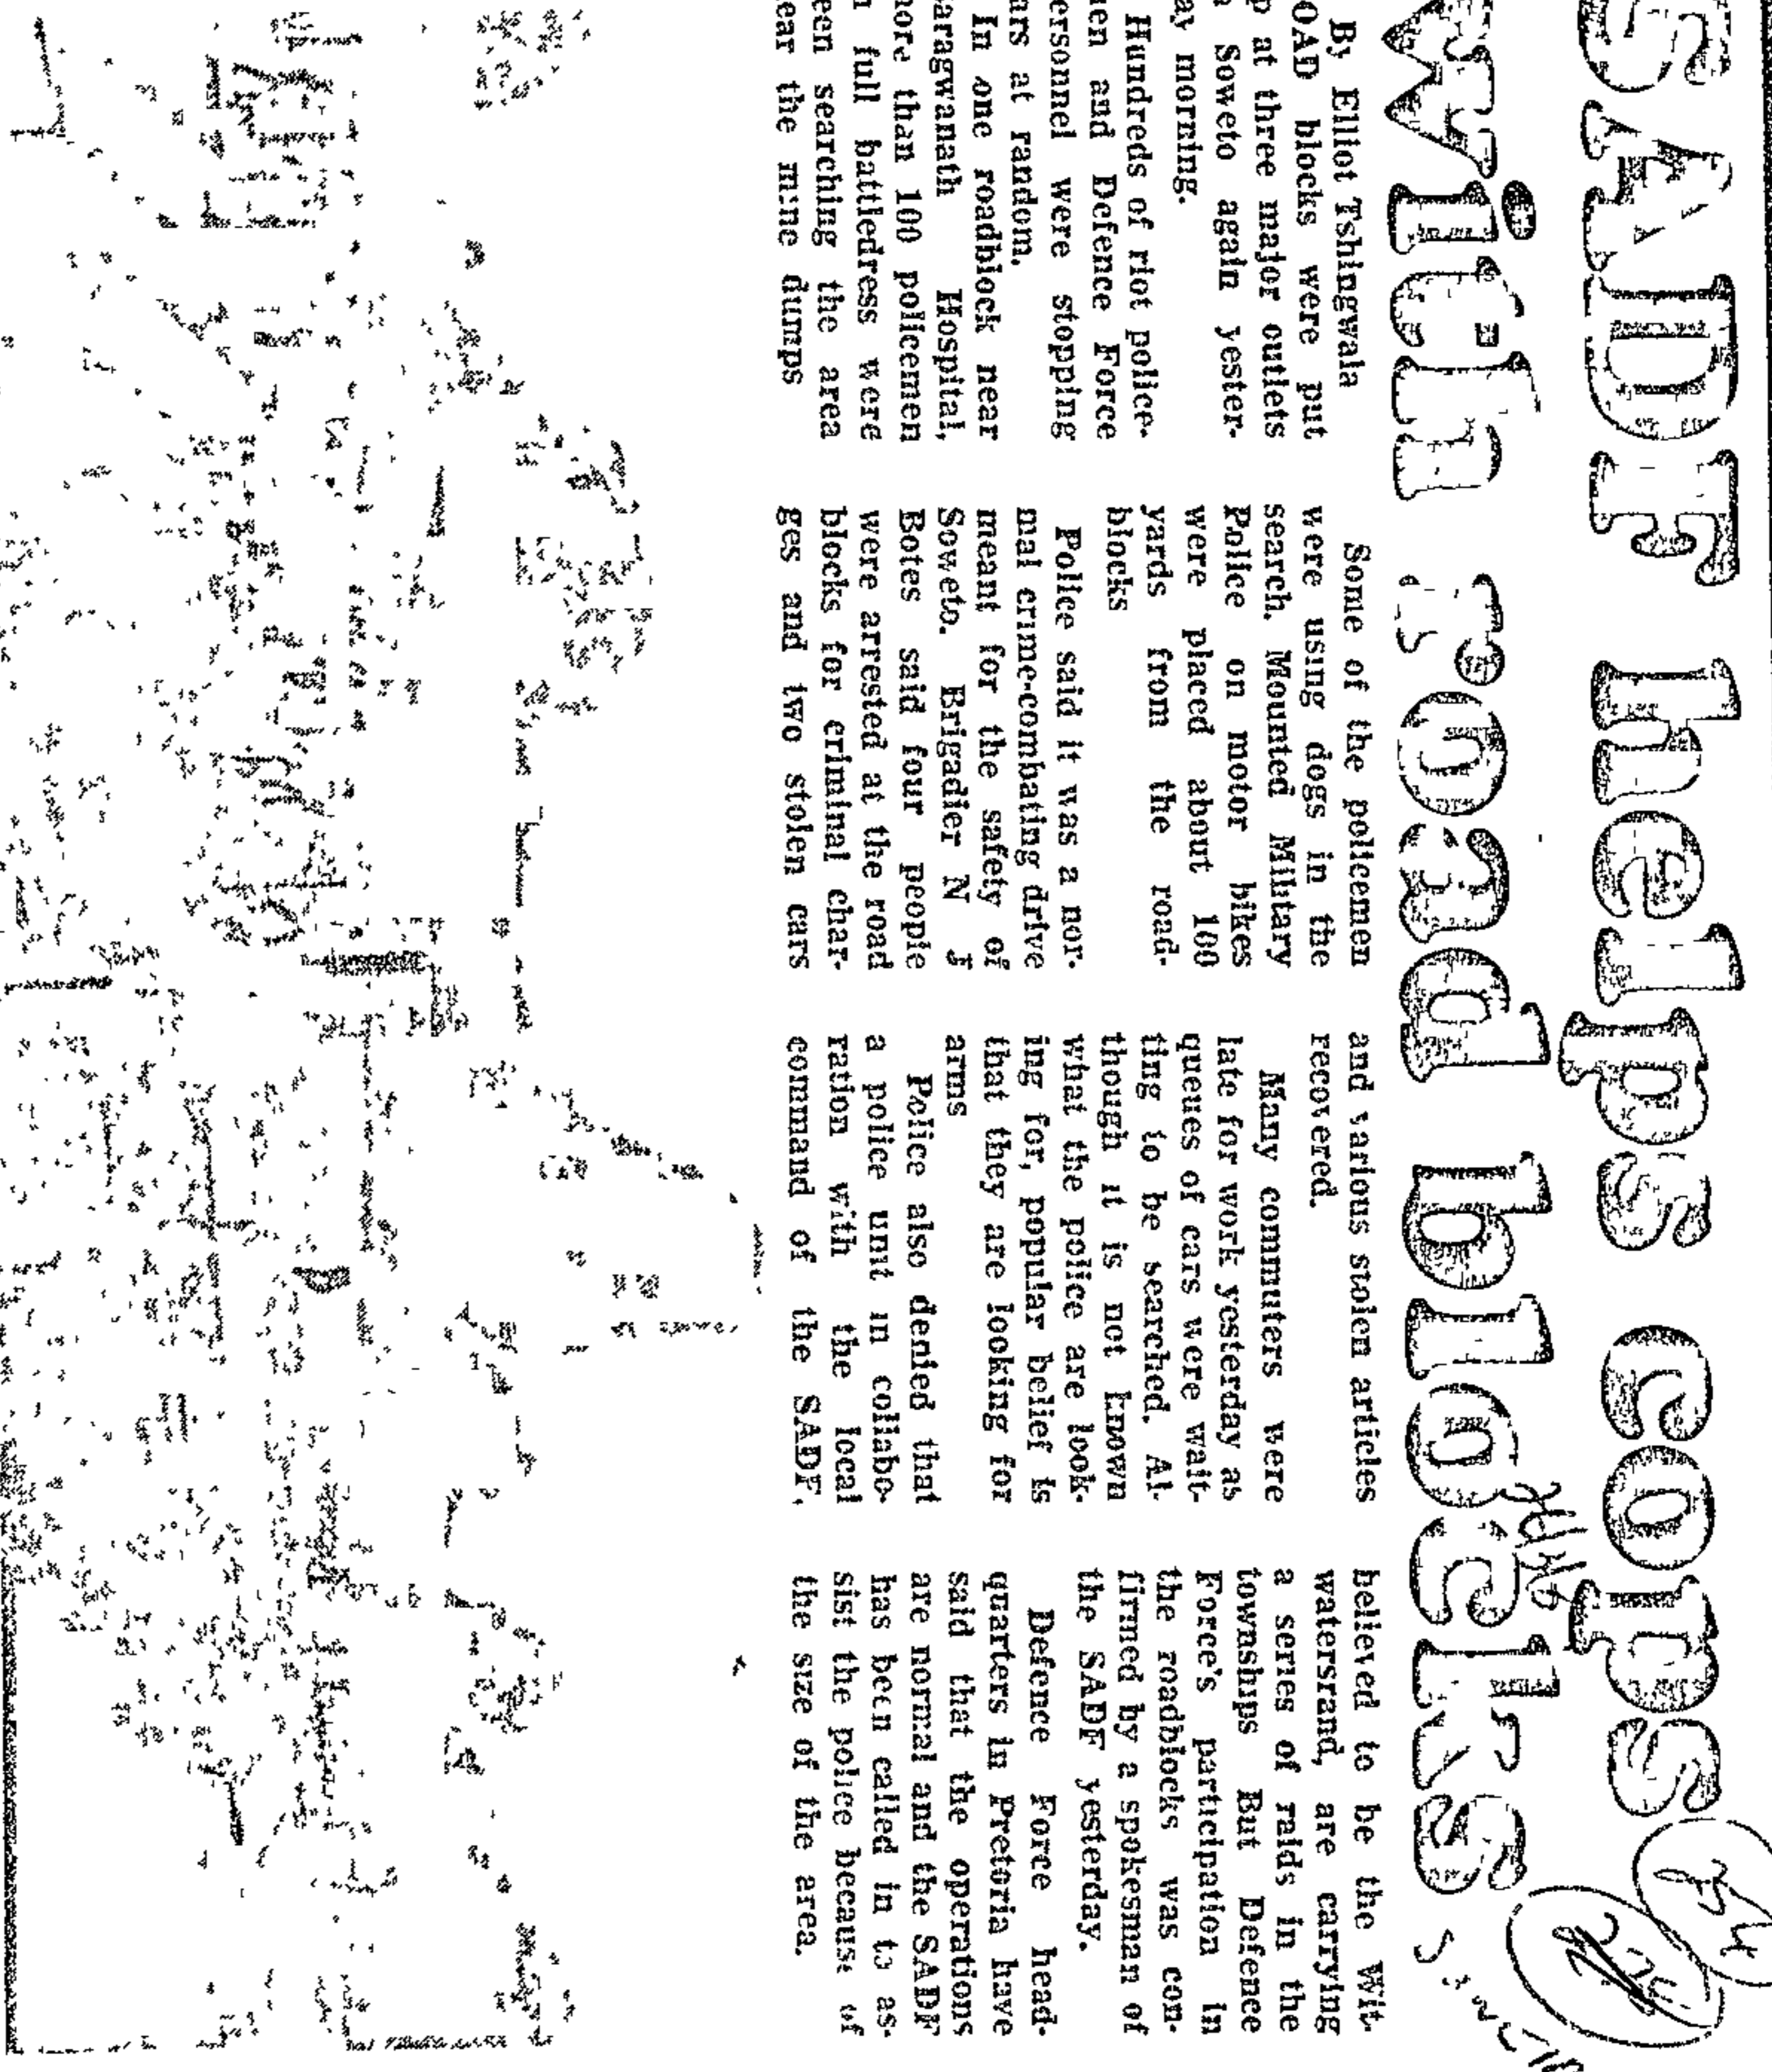 SADF helps cops
with road blocks
By Elliot Tshingwala
OAD blocks were put
p at three major outlets
Soweto again yester-
ay morning.
Hundreds of riot police-
en and Defence Force
ersonnel were stopping
ars at random.
In one roadblock near
aragwanath Hospital,
ore than 100 policemen
full battledress were
een searching the area
ear the mine dumps
Some of the policemen
were using dogs in the
search. Mounted Military
Police on motor bikes
were placed about 100
yards from the road-
blocks
Police said it was a nor-
mal crime-combating drive
meant for the safety of
Soweto. Brigadier N J
Botes said four people
were arrested at the road
blocks for criminal char-
ges and two stolen cars
and various stolen articles
recovered.
Many commuters were
late for work yesterday as
queues of cars were wait-
ting to be searched. Al-
though it is not known
what the police are look-
ing for, popular belief is
that they are looking for
arms
Police also denied that
a police unit in collabo-
ration with the local
command of the SADF,
believed to be the Wit-
watersrand, are carrying
a series of raids in the
townships But Defence
Force's participation in
the roadblocks was con-
firmed by a spokesman of
the SADF yesterday.
Defence Force head-
quarters in Pretoria have
said that the operations
are normal and the SADF
has been called in to as-
sist the police because of
the size of the area.